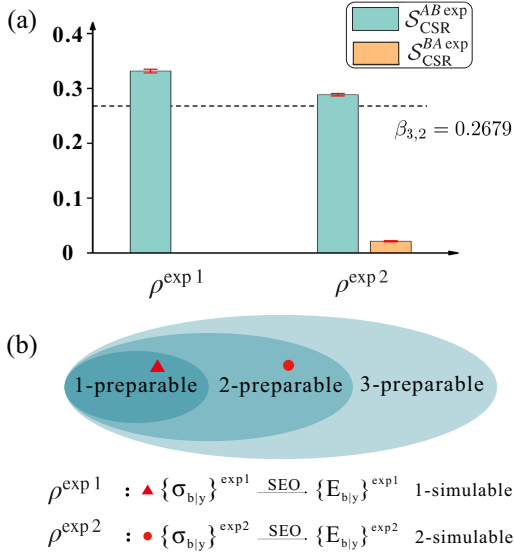 (a)
0.4
0.3
0.2
0.1
0
S_CSR^{AB exp}
S_CSR^{BA exp}
β_{3,2} = 0.2679
ρ^{exp 1} ρ^{exp 2}
(b)
1-preparable 2-preparable 3-preparable
ρ^{exp 1} : ▲ {σ_{b|y}}^{exp1} SEO→ {E_{b|y}}^{exp1} 1-simulable
ρ^{exp 2} : ● {σ_{b|y}}^{exp2} SEO→ {E_{b|y}}^{exp2} 2-simulable